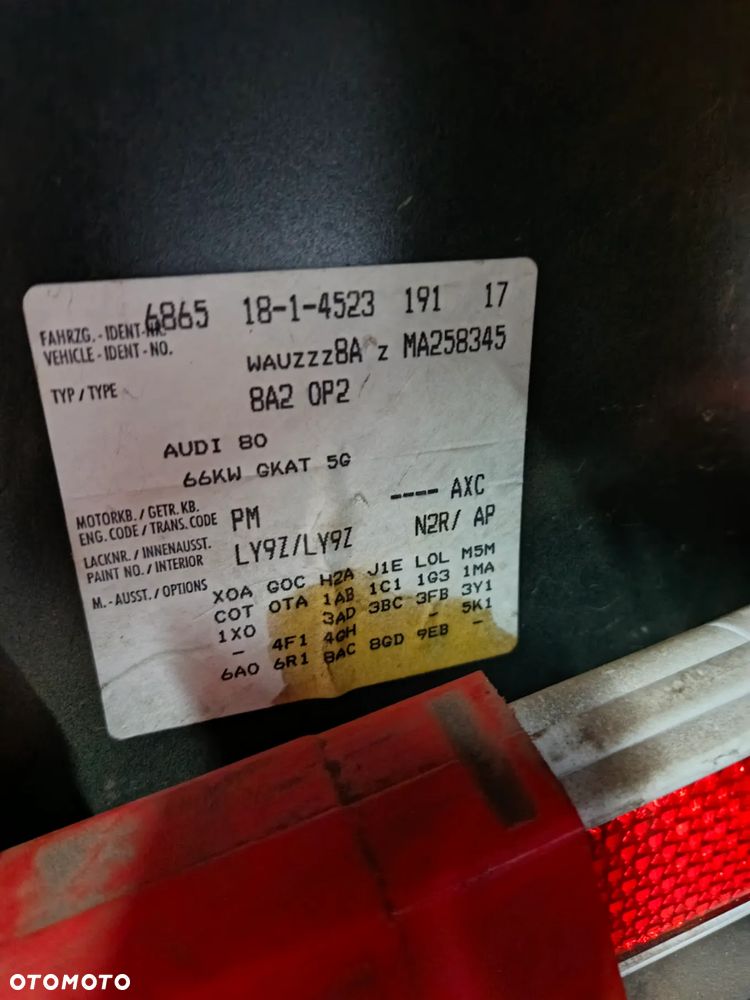 6865 18-1-4523 191 17
FAHRZG.-IDENT-NR.
VEHICLE-IDENT-NO. WAUZZZ8A Z MA258345
TYP/TYPE 8A2 0P2
AUDI 80
66KW GKAT 5G
MOTORKB./GETR.KB.
ENG.CODE/TRANS.CODE PM ---- AXC
LACKNR./INNENAUSST.
PAINT NO./INTERIOR LY9Z/LY9Z N2R/ AP
M.-AUSST./OPTIONS X0A G0C H2A J1E L0L M5M
C0T 0TA 1AB 1C1 1G3 1MA
1X0 3AD 3BC 3FB 3Y1
- 4F1 4GH - 5K1
6A0 6R1 8AC 8GD 9EB -
OTOMOTO